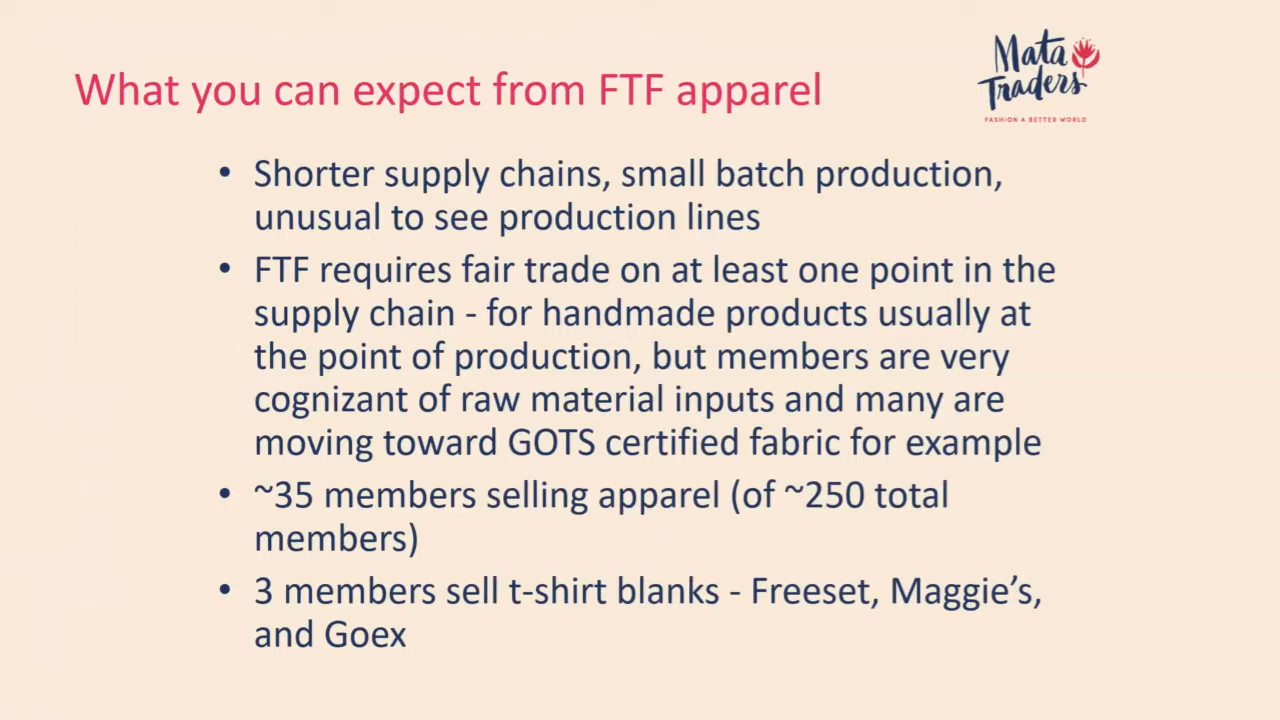 What you can expect from FTF apparel
Mata
Traders
FASHION A BETTER WORLD
• Shorter supply chains, small batch production,
unusual to see production lines
• FTF requires fair trade on at least one point in the
supply chain - for handmade products usually at
the point of production, but members are very
cognizant of raw material inputs and many are
moving toward GOTS certified fabric for example
• ~35 members selling apparel (of ~250 total
members)
• 3 members sell t-shirt blanks - Freeset, Maggie’s,
and Goex